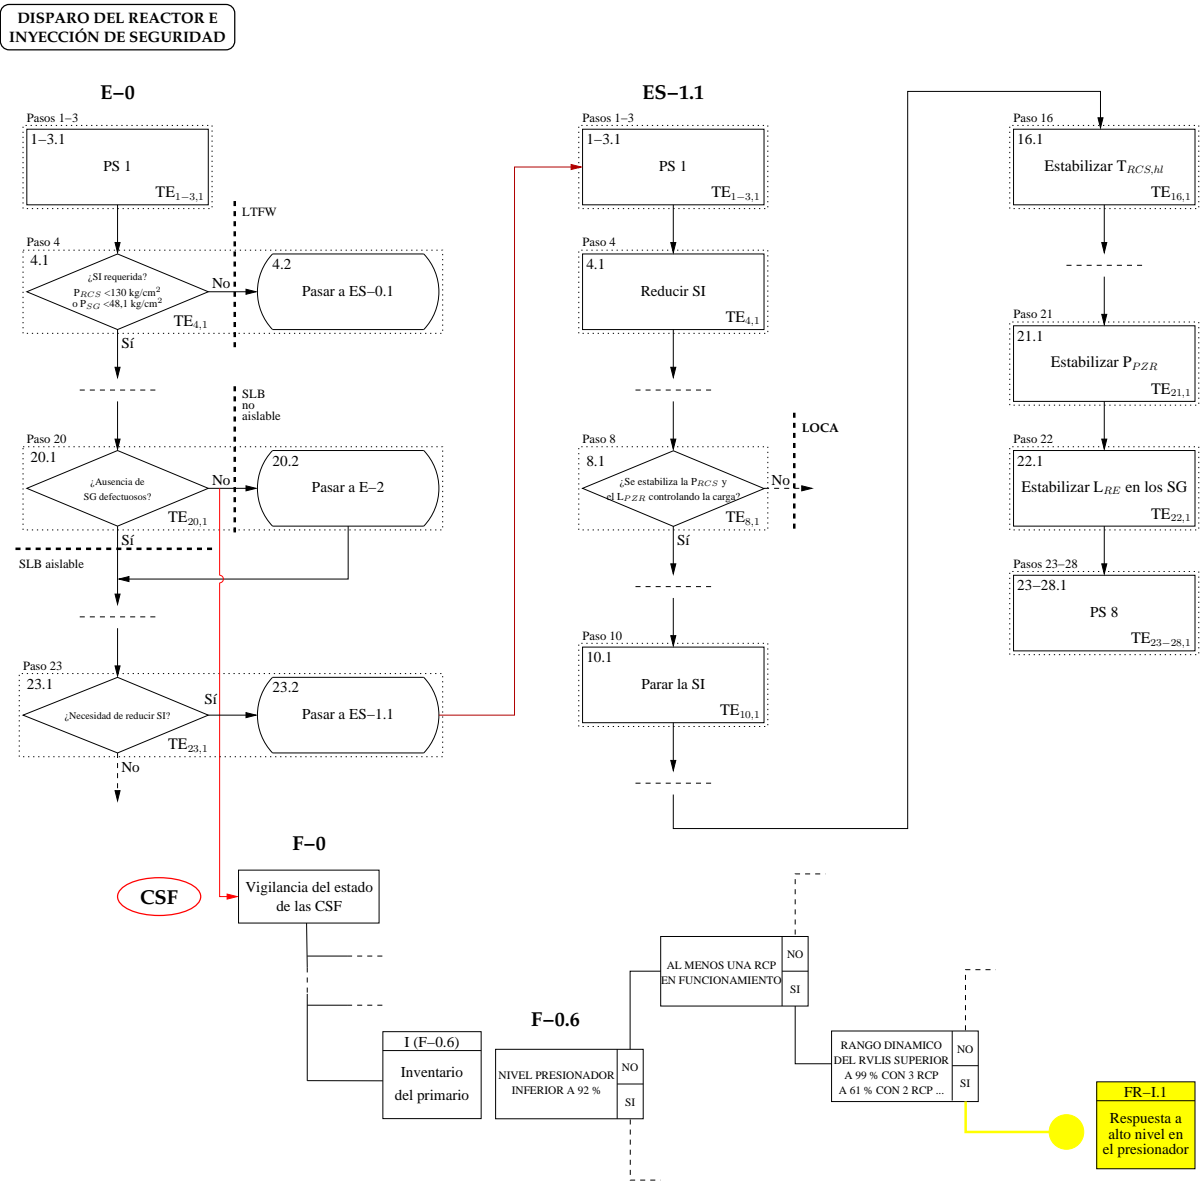 DISPARO DEL REACTOR E
INYECCIÓN DE SEGURIDAD
E–0
Pasos 1–3
1–3.1
PS 1
TE1−3,1
LTFW
Paso 4
4.1
¿SI requerida?
PRCS <130 kg/cm2
o PSG <48,1 kg/cm2
TE4,1
No
Sí
4.2
Pasar a ES–0.1
SLB
no
aislable
Paso 20
20.1
¿Ausencia de
SG defectuosos?
TE20,1
No
Sí
20.2
Pasar a E–2
SLB aislable
Paso 23
23.1
¿Necesidad de reducir SI?
TE23,1
Sí
No
23.2
Pasar a ES–1.1
ES–1.1
Pasos 1–3
1–3.1
PS 1
TE1−3,1
Paso 4
4.1
Reducir SI
TE4,1
Paso 8
8.1
¿Se estabiliza la PRCS y
el LPZR controlando la carga?
TE8,1
No
Sí
LOCA
Paso 10
10.1
Parar la SI
TE10,1
Paso 16
16.1
Estabilizar TRCS,hl
TE16,1
Paso 21
21.1
Estabilizar PPZR
TE21,1
Paso 22
22.1
Estabilizar LRE en los SG
TE22,1
Pasos 23–28
23–28.1
PS 8
TE23−28,1
F–0
CSF
Vigilancia del estado
de las CSF
I (F–0.6)
Inventario
del primario
F–0.6
NIVEL PRESIONADOR
INFERIOR A 92 %
NO
SI
AL MENOS UNA RCP
EN FUNCIONAMIENTO
NO
SI
RANGO DINAMICO
DEL RVLIS SUPERIOR
A 99 % CON 3 RCP
A 61 % CON 2 RCP ...
NO
SI
FR–I.1
Respuesta a
alto nivel en
el presionador